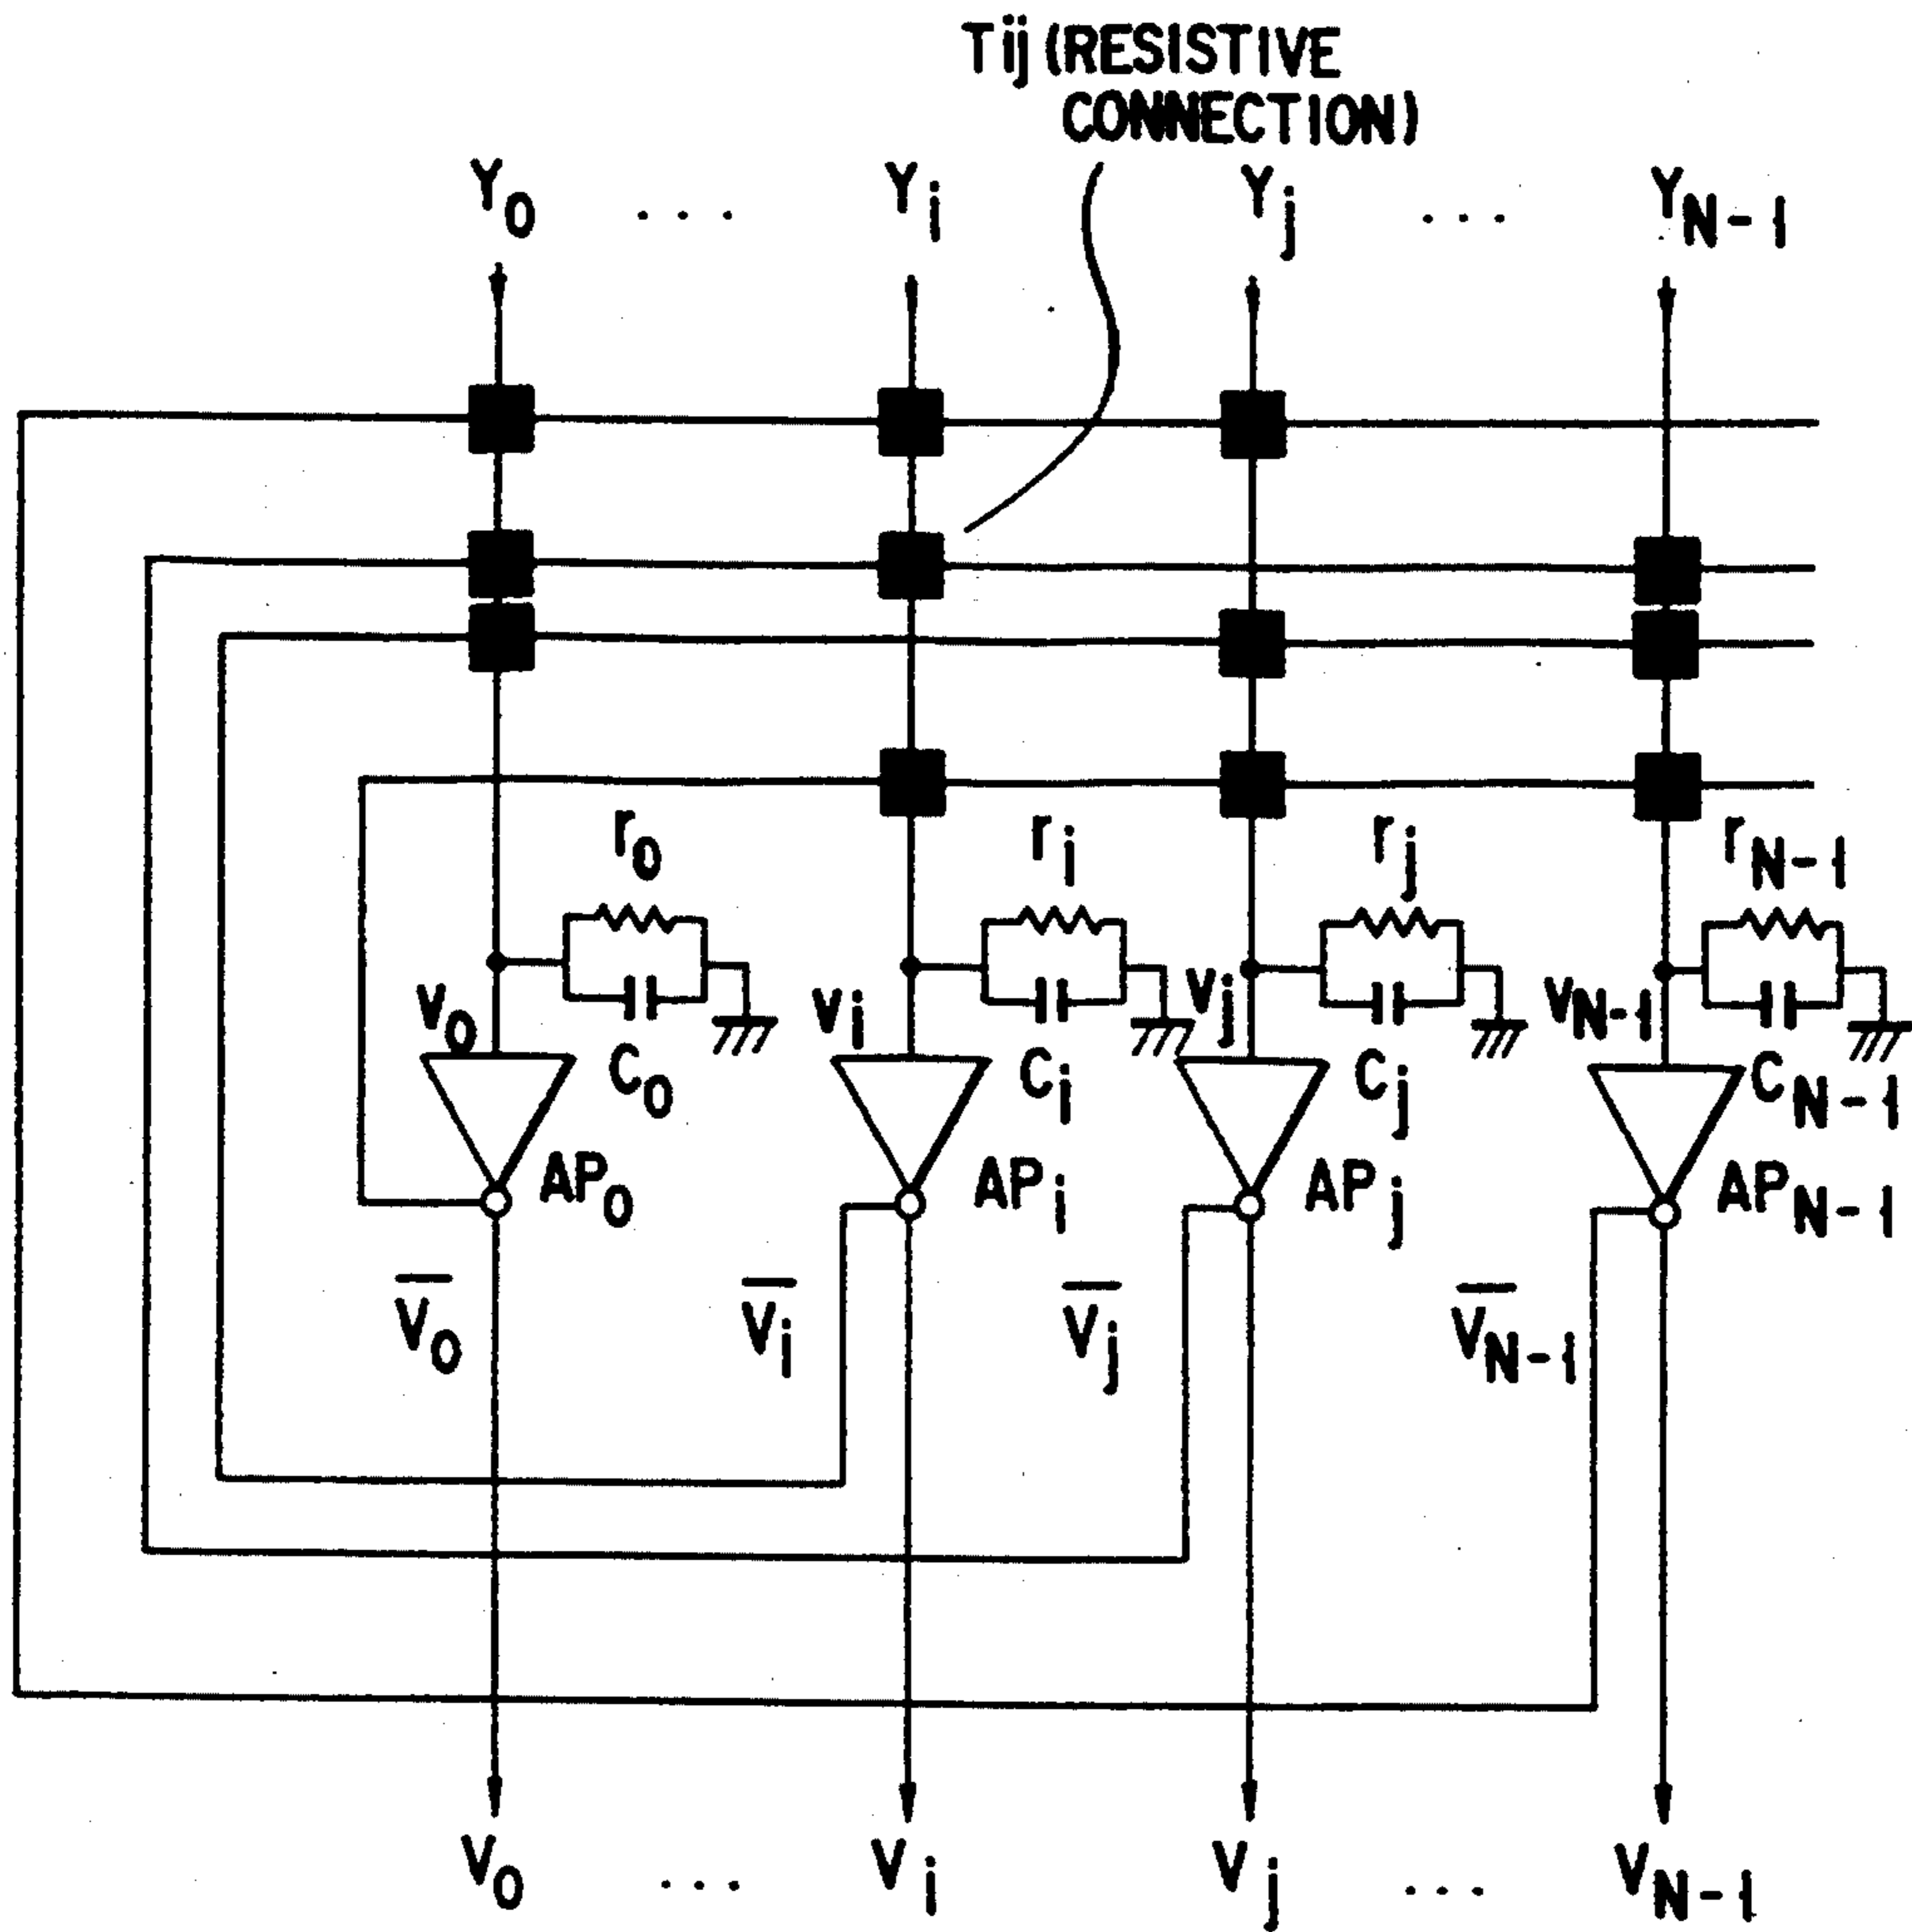 Tij (RESISTIVE
CONNECTION)
Y0 ... Yi Yj ... YN-1
r0 ri rj rN-1
V0 Vi Vj VN-1
C0 Ci Cj CN-1
AP0 APi APj APN-1
V̅0 V̅i V̅j V̅N-1
V0 ... Vi Vj ... VN-1